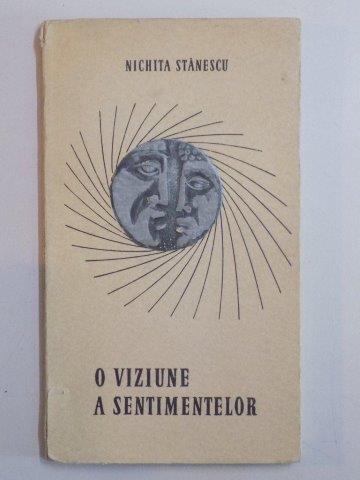 NICHITA STĂNESCU
O VIZIUNE
A SENTIMENTELOR